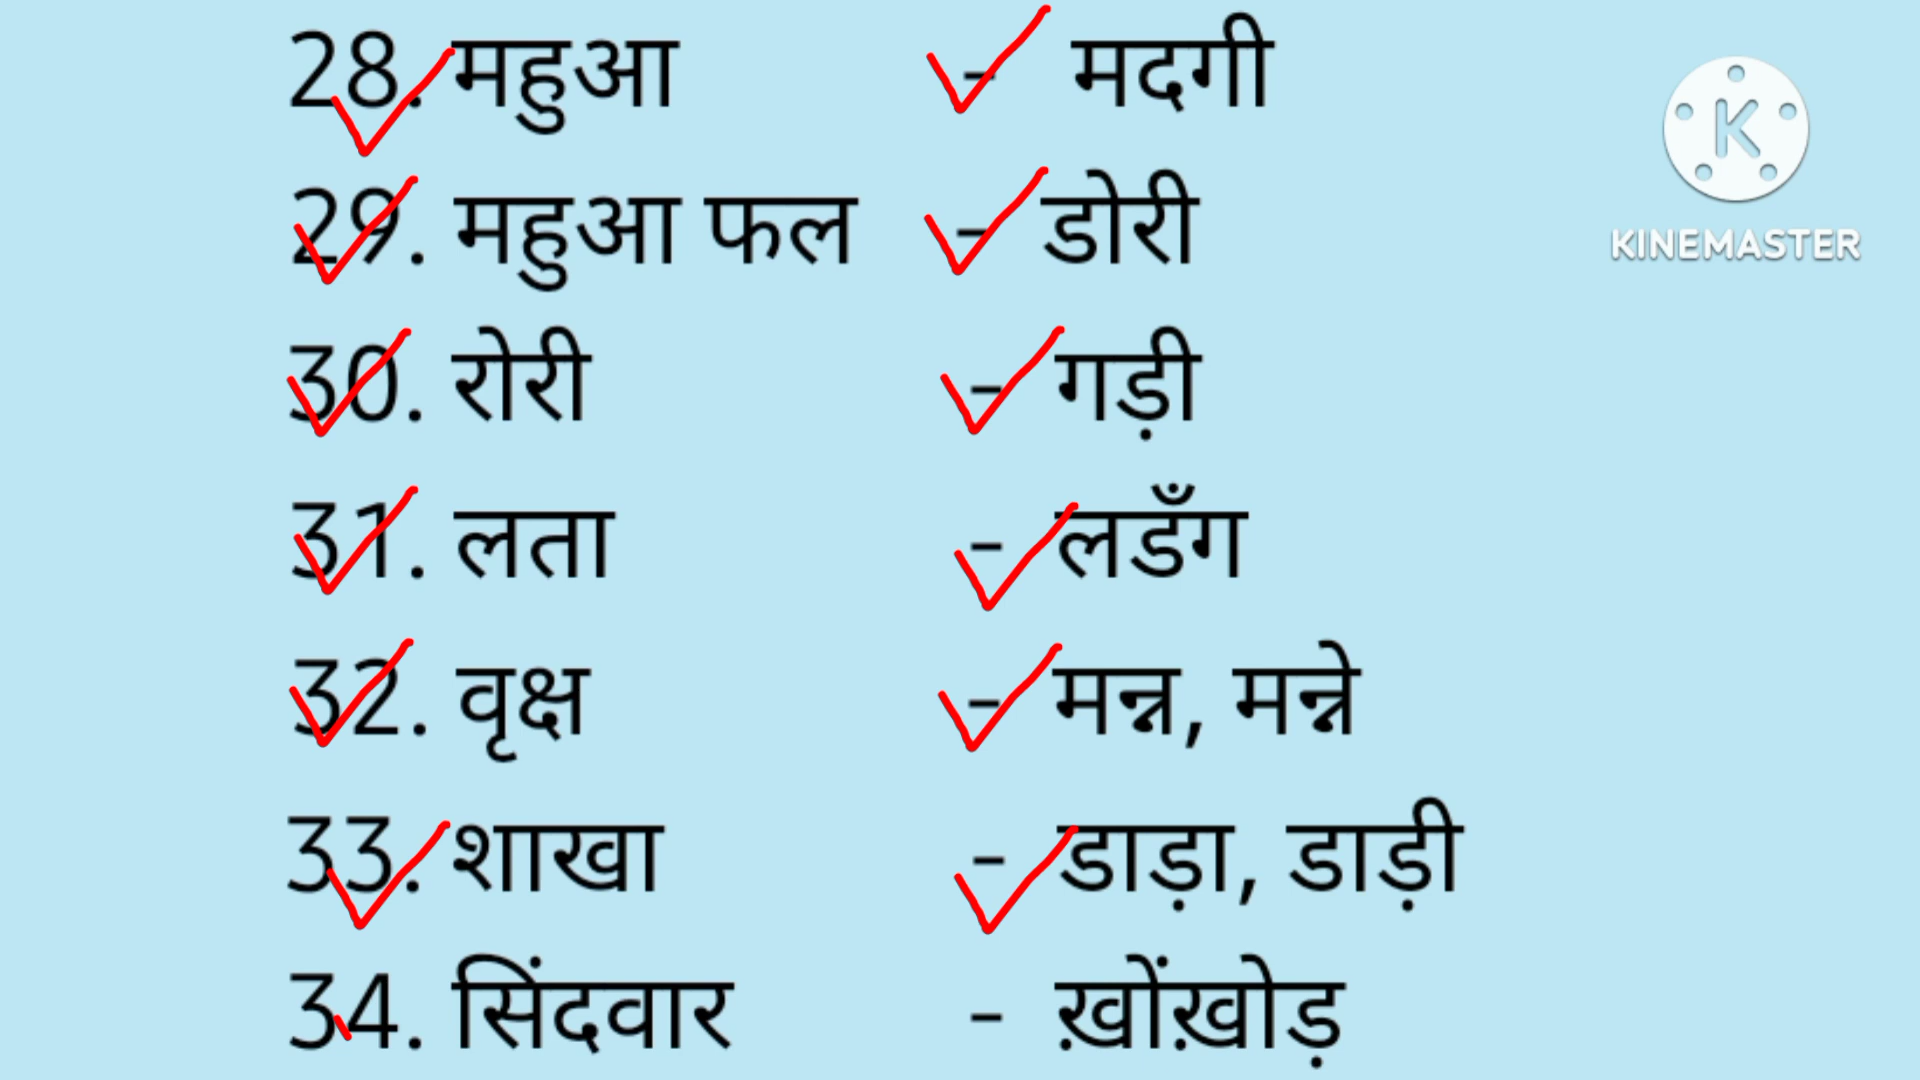 28. महुआ - मदगी
29. महुआ फल - डोरी
30. रोरी - गड़ी
31. लता - लडँग
32. वृक्ष - मन्न, मन्ने
33. शाखा - डाड़ा, डाड़ी
34. सिंदवार - ख़ोंख़ोड़
K
KINEMASTER